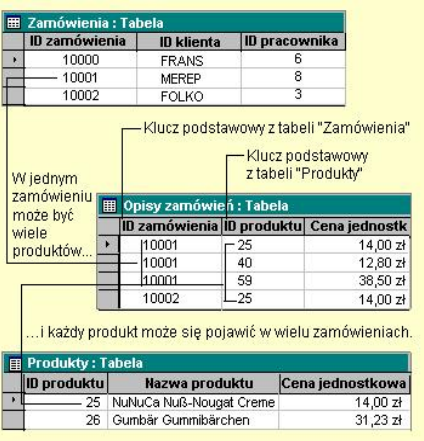 Zamówienia : Tabela
ID zamówienia ID klienta ID pracownika
10000 FRANS 6
10001 MEREP 8
10002 FOLKO 3
Klucz podstawowy z tabeli "Zamówienia"
Klucz podstawowy
z tabeli "Produkty"
W jednym
zamówieniu
może być
wiele
produktów...
Opisy zamówień : Tabela
ID zamówienia ID produktu Cena jednostk
10001 25 14,00 zł
10001 40 12,80 zł
10001 59 38,50 zł
10002 25 14,00 zł
...i każdy produkt może się pojawić w wielu zamówieniach.
Produkty : Tabela
ID produktu Nazwa produktu Cena jednostkowa
25 NuNuCa Nuß-Nougat Creme 14,00 zł
26 Gumbär Gummibärchen 31,23 zł